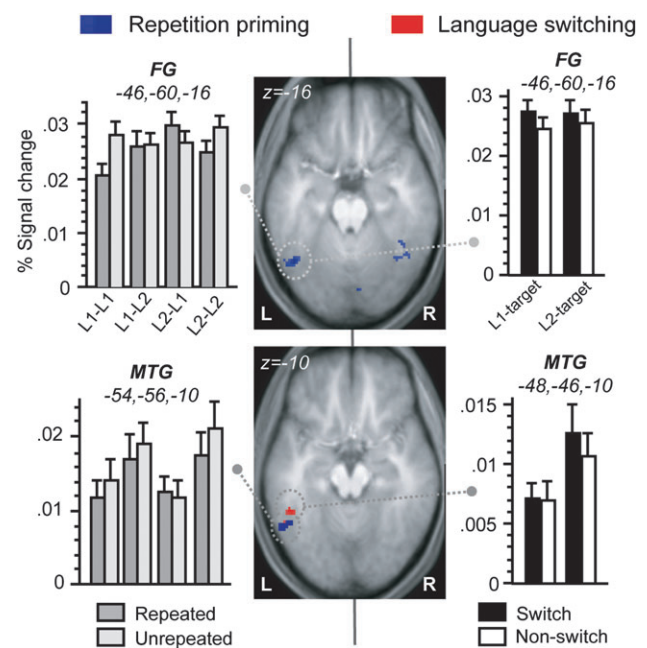 Repetition priming
Language switching
FG
-46,-60,-16
.03
.02
.01
0
% Signal change
L1-L1
L1-L2
L2-L1
L2-L2
z=-16
L
R
FG
-46,-60,-16
.03
.02
.01
0
L1-target
L2-target
MTG
-54,-56,-10
.02
.01
0
z=-10
L
R
MTG
-48,-46,-10
.015
.01
.005
0
Repeated
Unrepeated
Switch
Non-switch